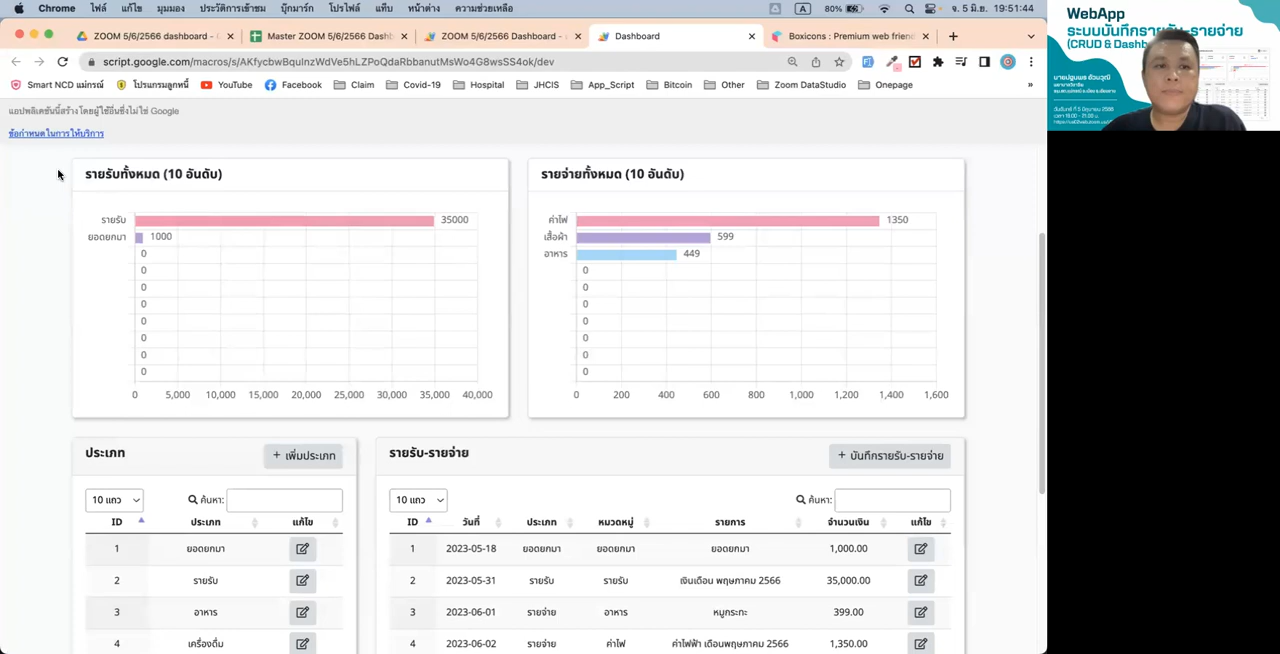 Chrome ไฟล์ แก้ไข มุมมอง ประวัติการเข้าชม บุ๊กมาร์ก โปรไฟล์ แท็บ หน้าต่าง ความช่วยเหลือ A 80% จ. 5 มิ.ย. 19:51:44
ZOOM 5/6/2566 dashboard - Master ZOOM 5/6/2566 Dashb ZOOM 5/6/2566 Dashboard - Dashboard Boxicons : Premium web friend
script.google.com/macros/s/AKfycbwBquInzWdVe5hLZPoQdaRbbanutMsWo4G8wsSS4ok/dev
Smart NCD แม่กรณ์ โปรแกรมลูกหนี้ YouTube Facebook Claim Covid-19 Hospital JHCIS App_Script Bitcoin Other Zoom DataStudio Onepage »
แอปพลิเคชันนี้สร้างโดยผู้ใช้อื่นซึ่งไม่ใช่ Google
ข้อกำหนดในการให้บริการ
รายรับทั้งหมด (10 อันดับ)
รายรับ 35000
ยอดยกมา 1000
0
0
0
0
0
0
0
0
0 5,000 10,000 15,000 20,000 25,000 30,000 35,000 40,000
รายจ่ายทั้งหมด (10 อันดับ)
ค่าไฟ 1350
เสื้อผ้า 599
อาหาร 449
0
0
0
0
0
0
0
0 200 400 600 800 1,000 1,200 1,400 1,600
ประเภท + เพิ่มประเภท
10 แถว ค้นหา:
ID ประเภท แก้ไข
1 ยอดยกมา
2 รายรับ
3 อาหาร
4 เครื่องดื่ม
รายรับ-รายจ่าย + บันทึกรายรับ-รายจ่าย
10 แถว ค้นหา:
ID วันที่ ประเภท หมวดหมู่ รายการ จำนวนเงิน แก้ไข
1 2023-05-18 ยอดยกมา ยอดยกมา ยอดยกมา 1,000.00
2 2023-05-31 รายรับ รายรับ เงินเดือน พฤษภาคม 2566 35,000.00
3 2023-06-01 รายจ่าย อาหาร หมูกระทะ 399.00
4 2023-06-02 รายจ่าย ค่าไฟ ค่าไฟฟ้า เดือนพฤษภาคม 2566 1,350.00
WebApp
ระบบบันทึกรายรับ-รายจ่าย
(CRUD & Dashb